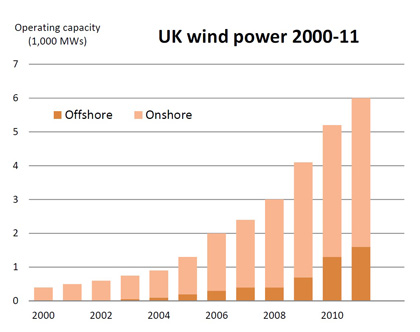 Operating capacity
(1,000 MWs)
UK wind power 2000-11
7
6
5
4
3
2
1
0
Offshore
Onshore
2000
2002
2004
2006
2008
2010